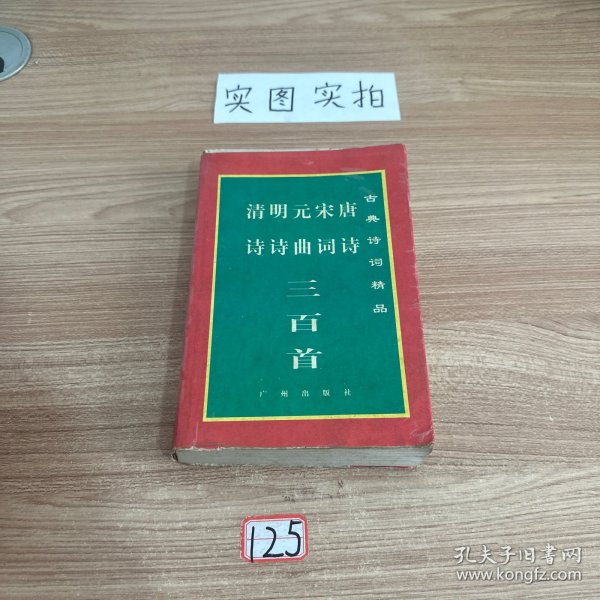 实图实拍
古典诗词精品
清明元宋唐
诗诗曲词诗
三百首
广州出版社
125
孔夫子旧书网
www.kongfz.com